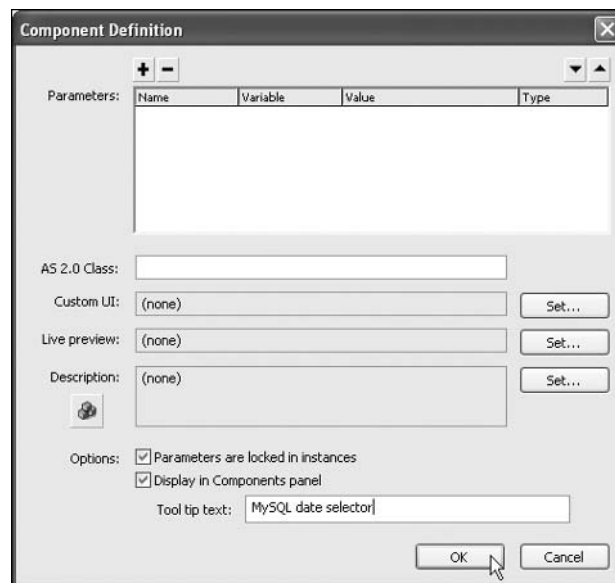 Component Definition
Parameters:
Name Variable Value Type
AS 2.0 Class:
Custom UI: (none) Set...
Live preview: (none) Set...
Description: (none) Set...
Options: Parameters are locked in instances
Display in Components panel
Tool tip text: MySQL date selector
OK Cancel